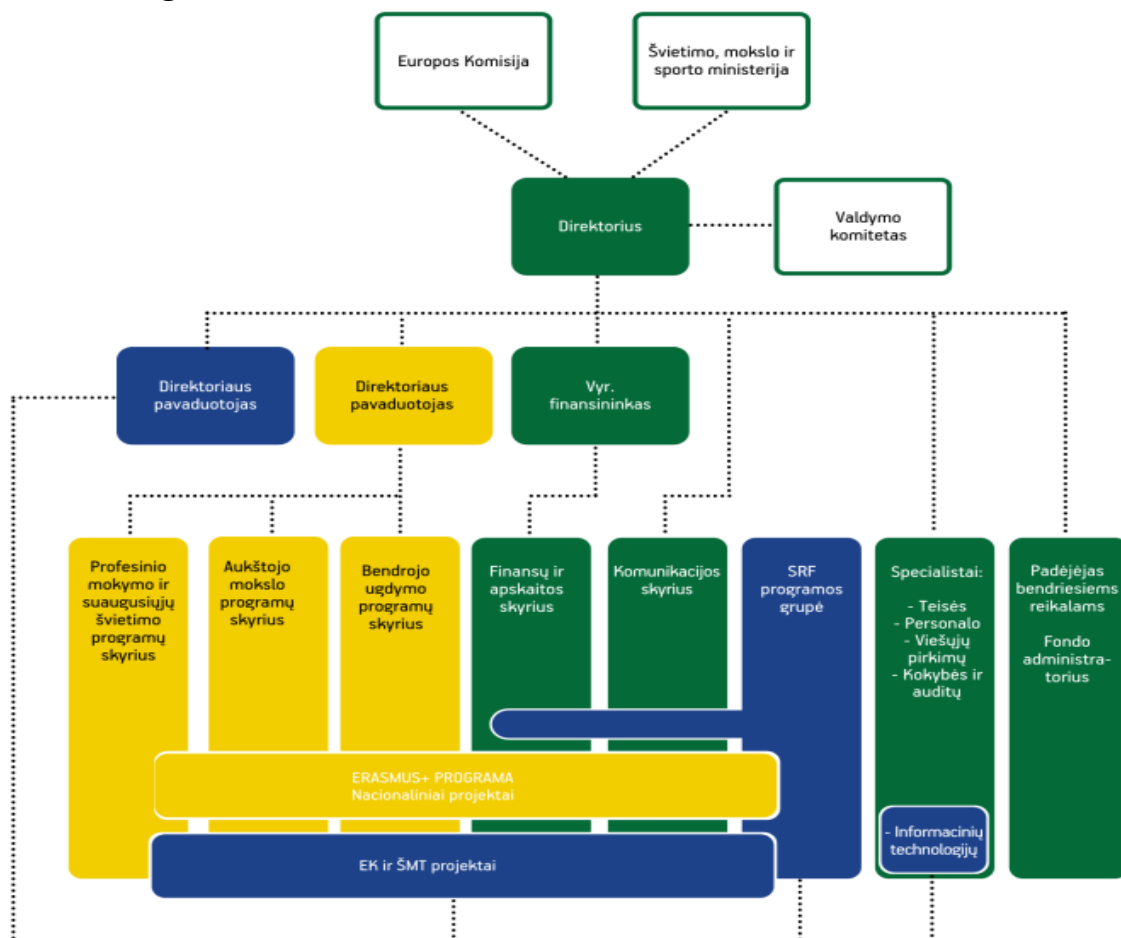 Europos Komisija
Švietimo, mokslo ir
sporto ministerija
Direktorius
Valdymo
komitetas
Direktoriaus
pavaduotojas
Direktoriaus
pavaduotojas
Vyr.
finansininkas
Profesinio
mokymo ir
suaugusiųjų
švietimo
programų
skyrius
Aukštojo
mokslo
programų
skyrius
Bendrojo
ugdymo
programų
skyrius
Finansų ir
apskaitos
skyrius
Komunikacijos
skyrius
SRF
programos
grupė
Specialistai:
- Teisės
- Personalo
- Viešųjų
pirkimų
- Kokybės ir
auditų
- Informacinių
technologijų
Padėjėjas
bendriesiems
reikalams
Fondo
administra-
torius
ERASMUS+ PROGRAMA
Nacionaliniai projektai
EK ir ŠMT projektai